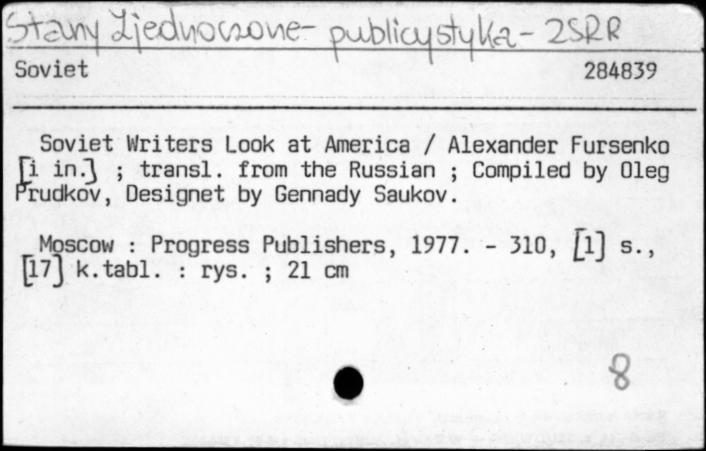 Stany Zjednoczone - publicystyka - ZSRR
Soviet 284839
Soviet Writers Look at America / Alexander Fursenko
[i in.] ; transl. from the Russian ; Compiled by Oleg
Prudkov, Designet by Gennady Saukov.
Moscow : Progress Publishers, 1977. - 310, [1] s.,
[17] k.tabl. : rys. ; 21 cm
8